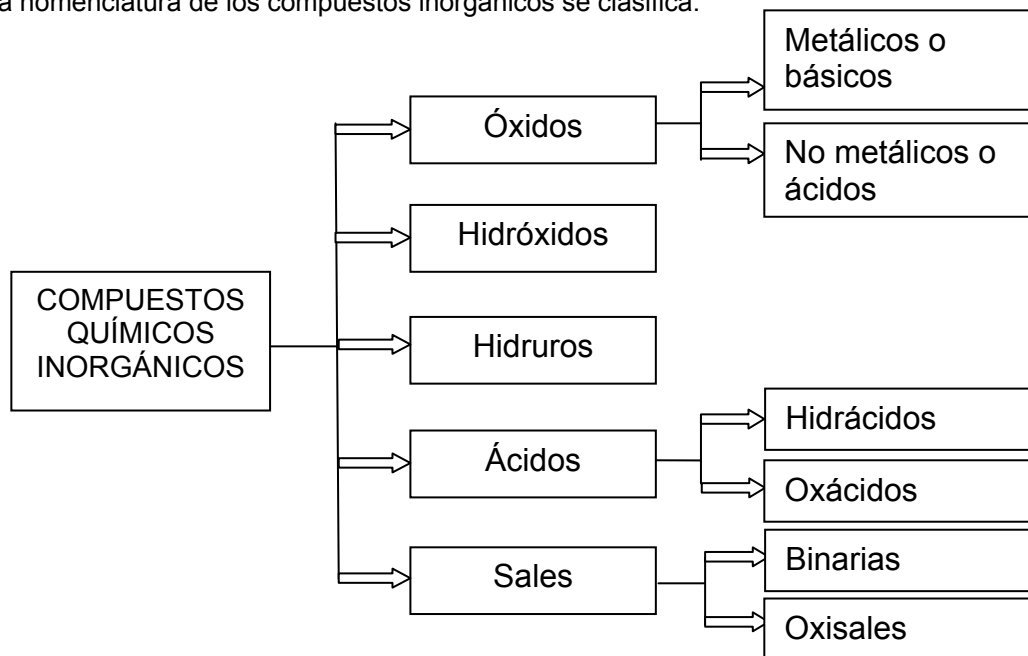 a nomenclatura de los compuestos inorgánicos se clasifica:
Metálicos o
básicos
Óxidos
No metálicos o
ácidos
Hidróxidos
COMPUESTOS
QUÍMICOS
INORGÁNICOS
Hidruros
Ácidos
Hidrácidos
Oxácidos
Sales
Binarias
Oxisales